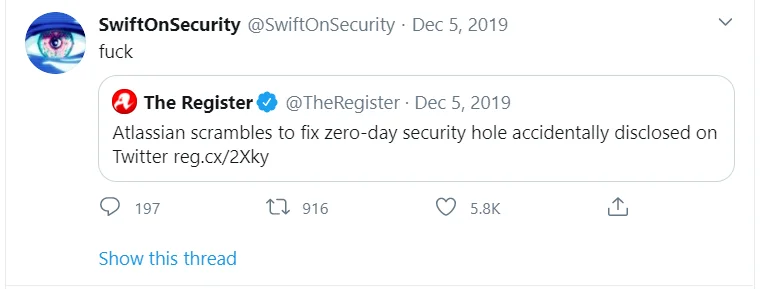 SwiftOnSecurity @SwiftOnSecurity · Dec 5, 2019
fuck
The Register @TheRegister · Dec 5, 2019
Atlassian scrambles to fix zero-day security hole accidentally disclosed on
Twitter reg.cx/2Xky
197 916 5.8K
Show this thread